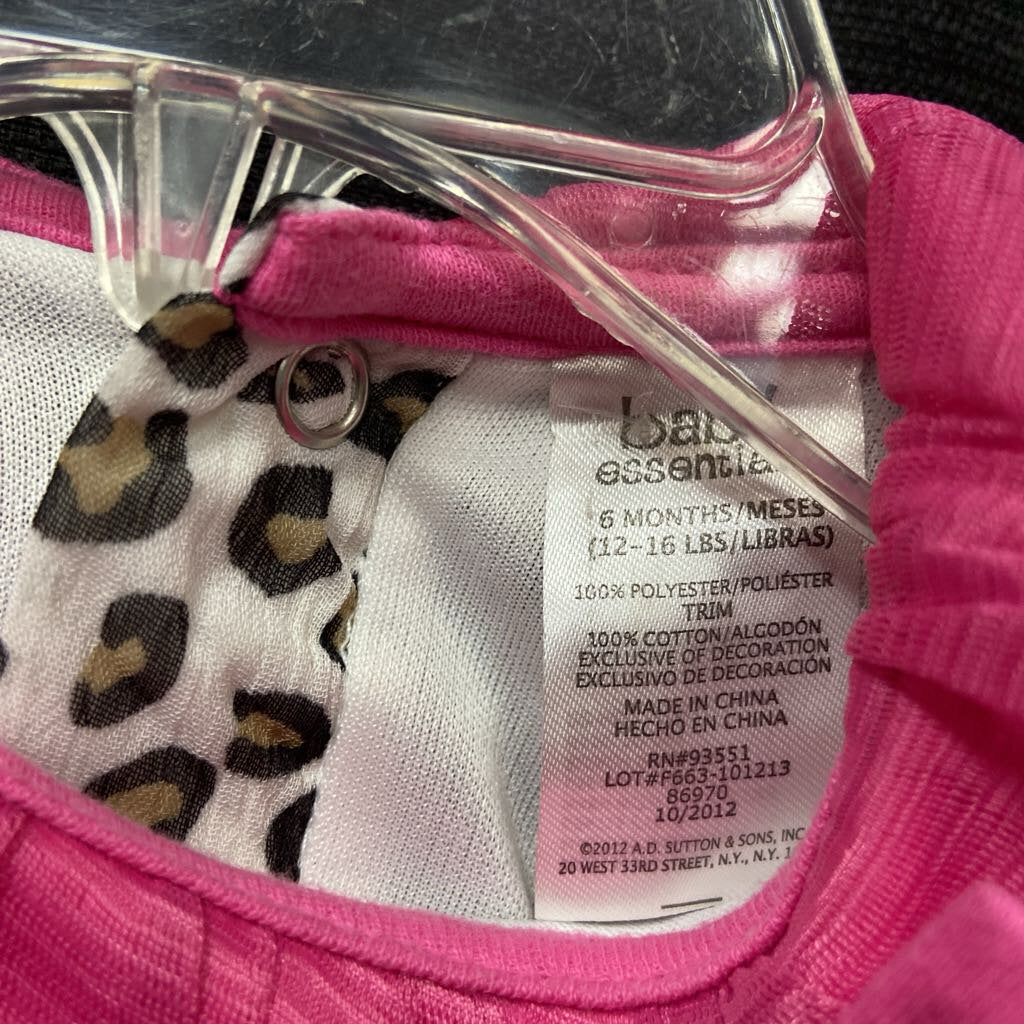 6 MONTHS/MESES
(12-16 LBS/LIBRAS)
100% POLYESTER/POLIÉSTER
TRIM
100% COTTON/ALGODÓN
EXCLUSIVE OF DECORATION
EXCLUSIVO DE DECORACIÓN
MADE IN CHINA
HECHO EN CHINA
RN#93551
LOT#F663-101213
86970
10/2012
©2012 A.D. SUTTON & SONS, INC
20 WEST 33RD STREET, N.Y., N.Y.